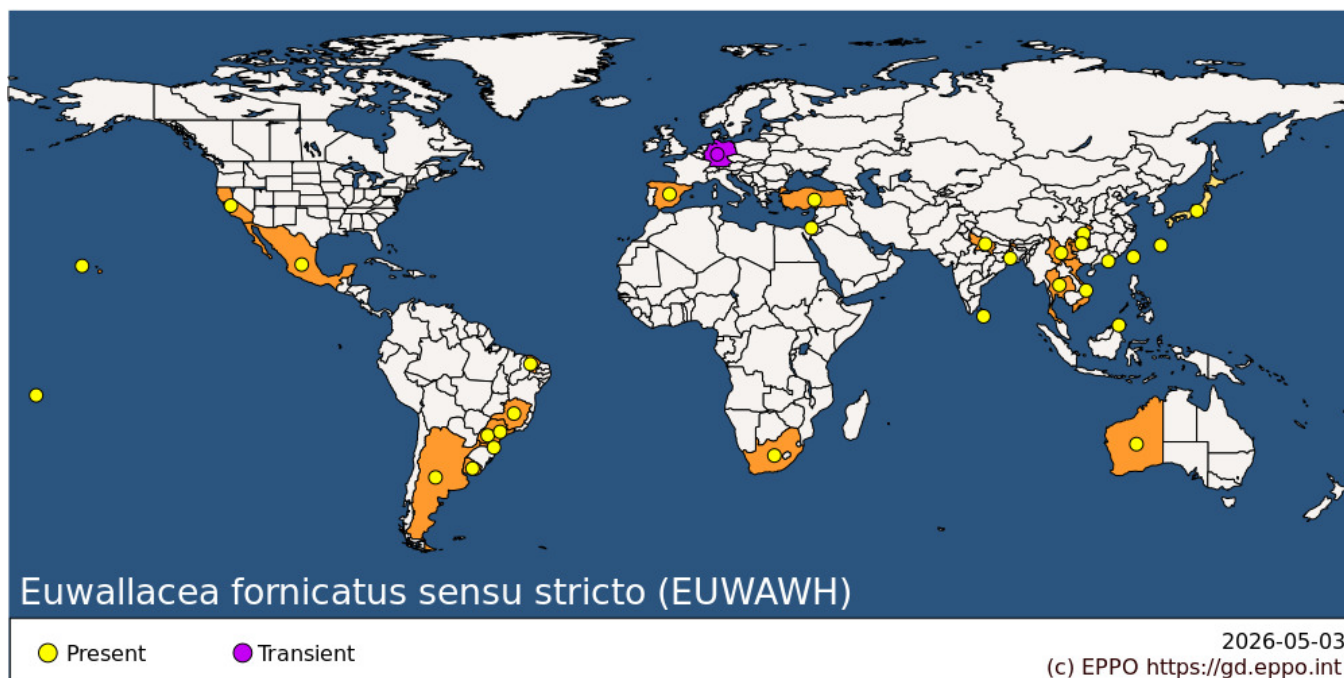 Euwallacea fornicatus sensu stricto (EUWAWH)
Present
Transient
2026-05-03
(c) EPPO https://gd.eppo.int